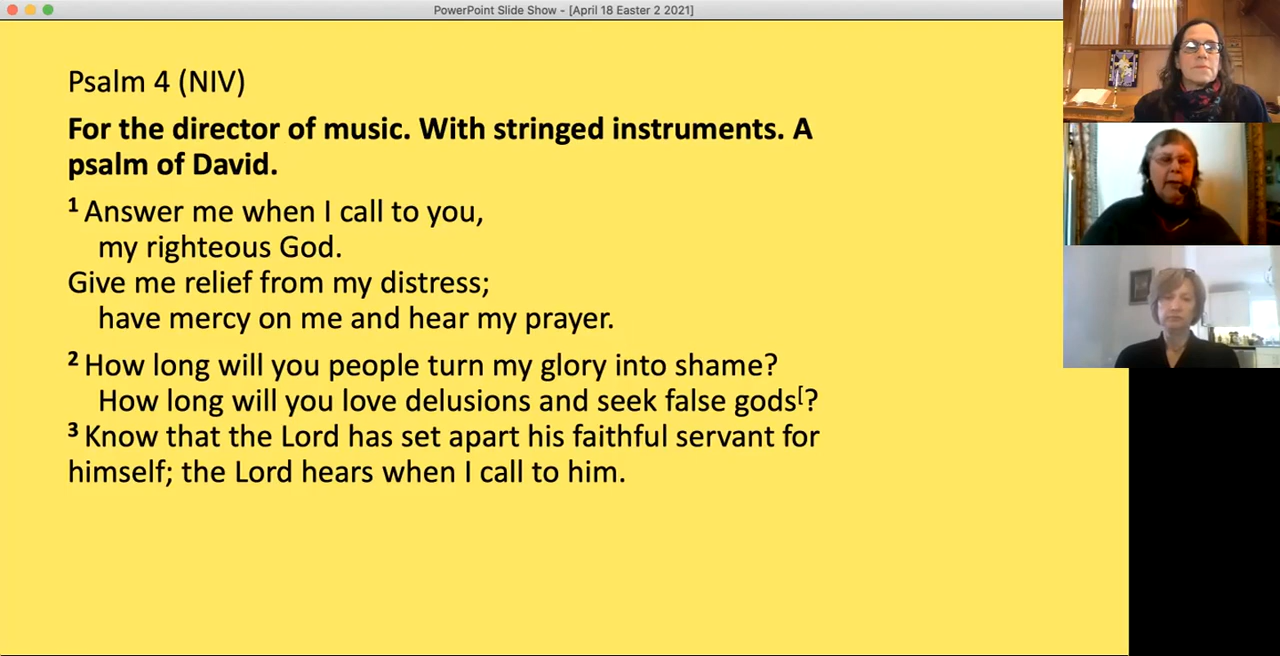 PowerPoint Slide Show - [April 18 Easter 2 2021]
Psalm 4 (NIV)
For the director of music. With stringed instruments. A
psalm of David.
1 Answer me when I call to you,
my righteous God.
Give me relief from my distress;
have mercy on me and hear my prayer.
2 How long will you people turn my glory into shame?
How long will you love delusions and seek false gods[?
3 Know that the Lord has set apart his faithful servant for
himself; the Lord hears when I call to him.